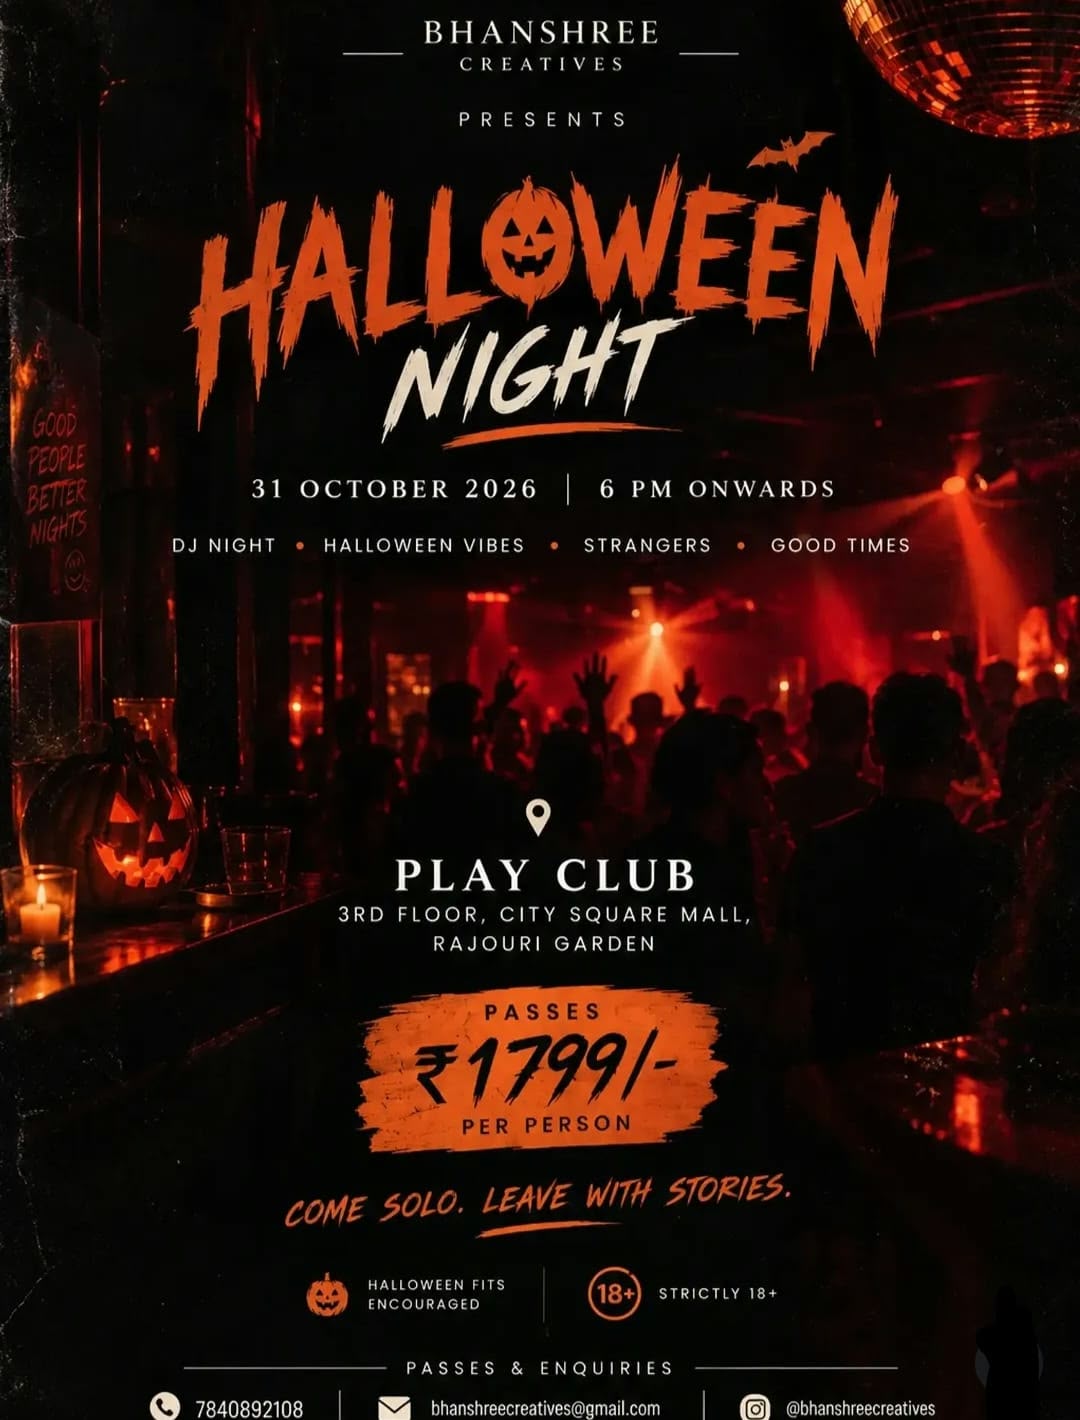 BHANSHREE
CREATIVES
PRESENTS
HALLOWEEN
NIGHT
31 OCTOBER 2026 | 6 PM ONWARDS
DJ NIGHT • HALLOWEEN VIBES • STRANGERS • GOOD TIMES
GOOD
PEOPLE
BETTER
NIGHTS
PLAY CLUB
3RD FLOOR, CITY SQUARE MALL,
RAJOURI GARDEN
PASSES
₹1799/-
PER PERSON
COME SOLO. LEAVE WITH STORIES.
HALLOWEEN FITS
ENCOURAGED
18+ STRICTLY 18+
PASSES & ENQUIRIES
7840892108 | bhanshreecreatives@gmail.com | @bhanshreecreatives